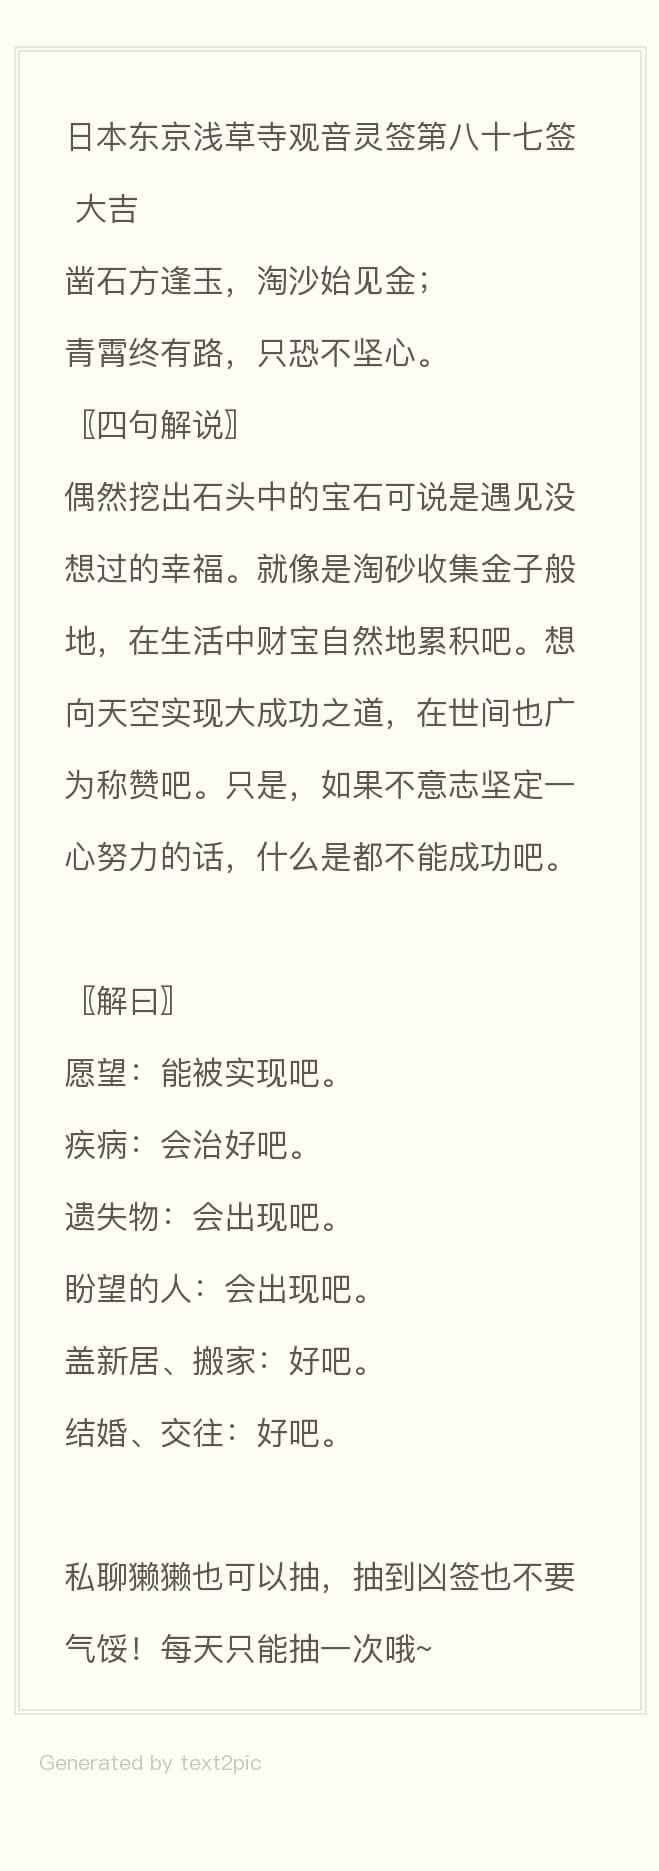 日本东京浅草寺观音灵签第八十七签
大吉
凿石方逢玉，淘沙始见金；
青霄终有路，只恐不坚心。
〖四句解说〗
偶然挖出石头中的宝石可说是遇见没
想过的幸福。就像是淘砂收集金子般
地，在生活中财宝自然地累积吧。想
向天空实现大成功之道，在世间也广
为称赞吧。只是，如果不意志坚定一
心努力的话，什么是都不能成功吧。
〖解曰〗
愿望：能被实现吧。
疾病：会治好吧。
遗失物：会出现吧。
盼望的人：会出现吧。
盖新居、搬家：好吧。
结婚、交往：好吧。
私聊獭獭也可以抽，抽到凶签也不要
气馁！每天只能抽一次哦~
Generated by text2pic